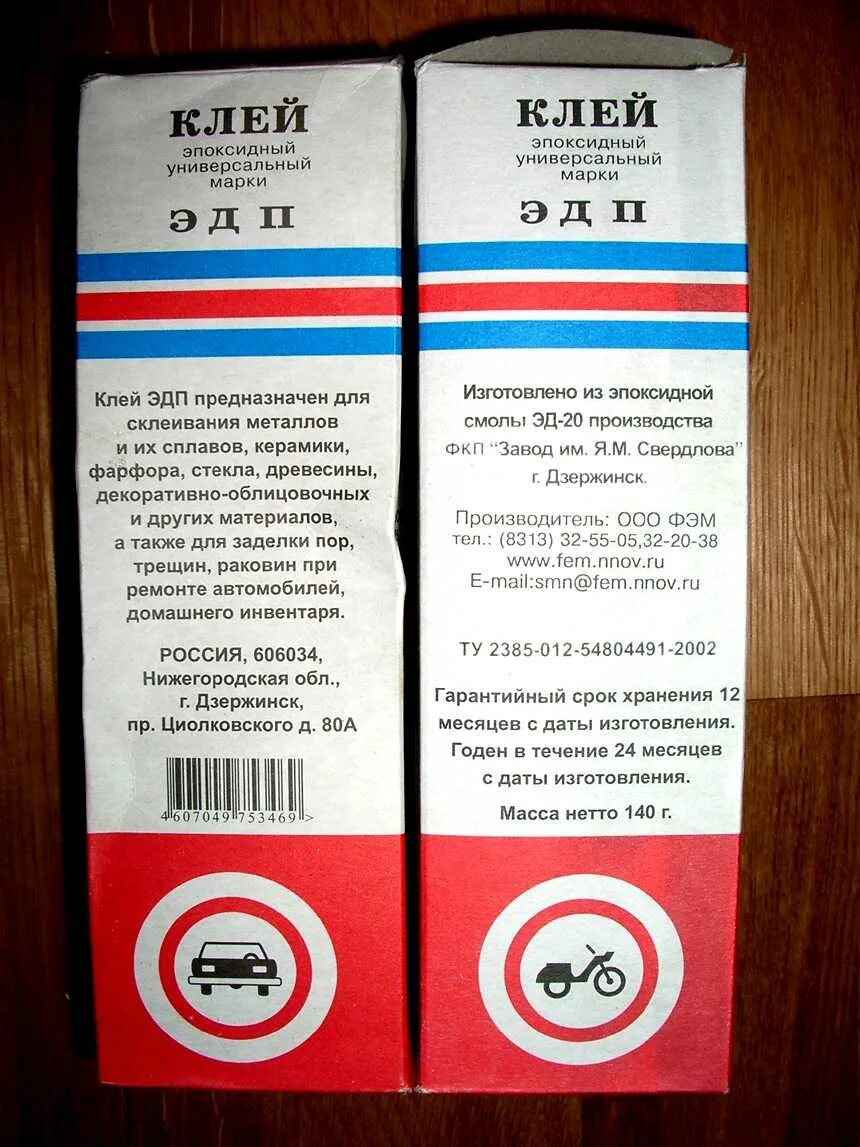 КЛЕЙ
эпоксидный
универсальный
марки
ЭДП
Клей ЭДП предназначен для
склеивания металлов
и их сплавов, керамики,
фарфора, стекла, древесины,
декоративно-облицовочных
и других материалов,
а также для заделки пор,
трещин, раковин при
ремонте автомобилей,
домашнего инвентаря.
РОССИЯ, 606034,
Нижегородская обл.,
г. Дзержинск,
пр. Циолковского д. 80А
4607049753469>
КЛЕЙ
эпоксидный
универсальный
марки
ЭДП
Изготовлено из эпоксидной
смолы ЭД-20 производства
ФКП "Завод им. Я.М. Свердлова"
г. Дзержинск.
Производитель: ООО ФЭМ
тел.: (8313) 32-55-05,32-20-38
www.fem.nnov.ru
E-mail:smn@fem.nnov.ru
ТУ 2385-012-54804491-2002
Гарантийный срок хранения 12
месяцев с даты изготовления.
Годен в течение 24 месяцев
с даты изготовления.
Масса нетто 140 г.